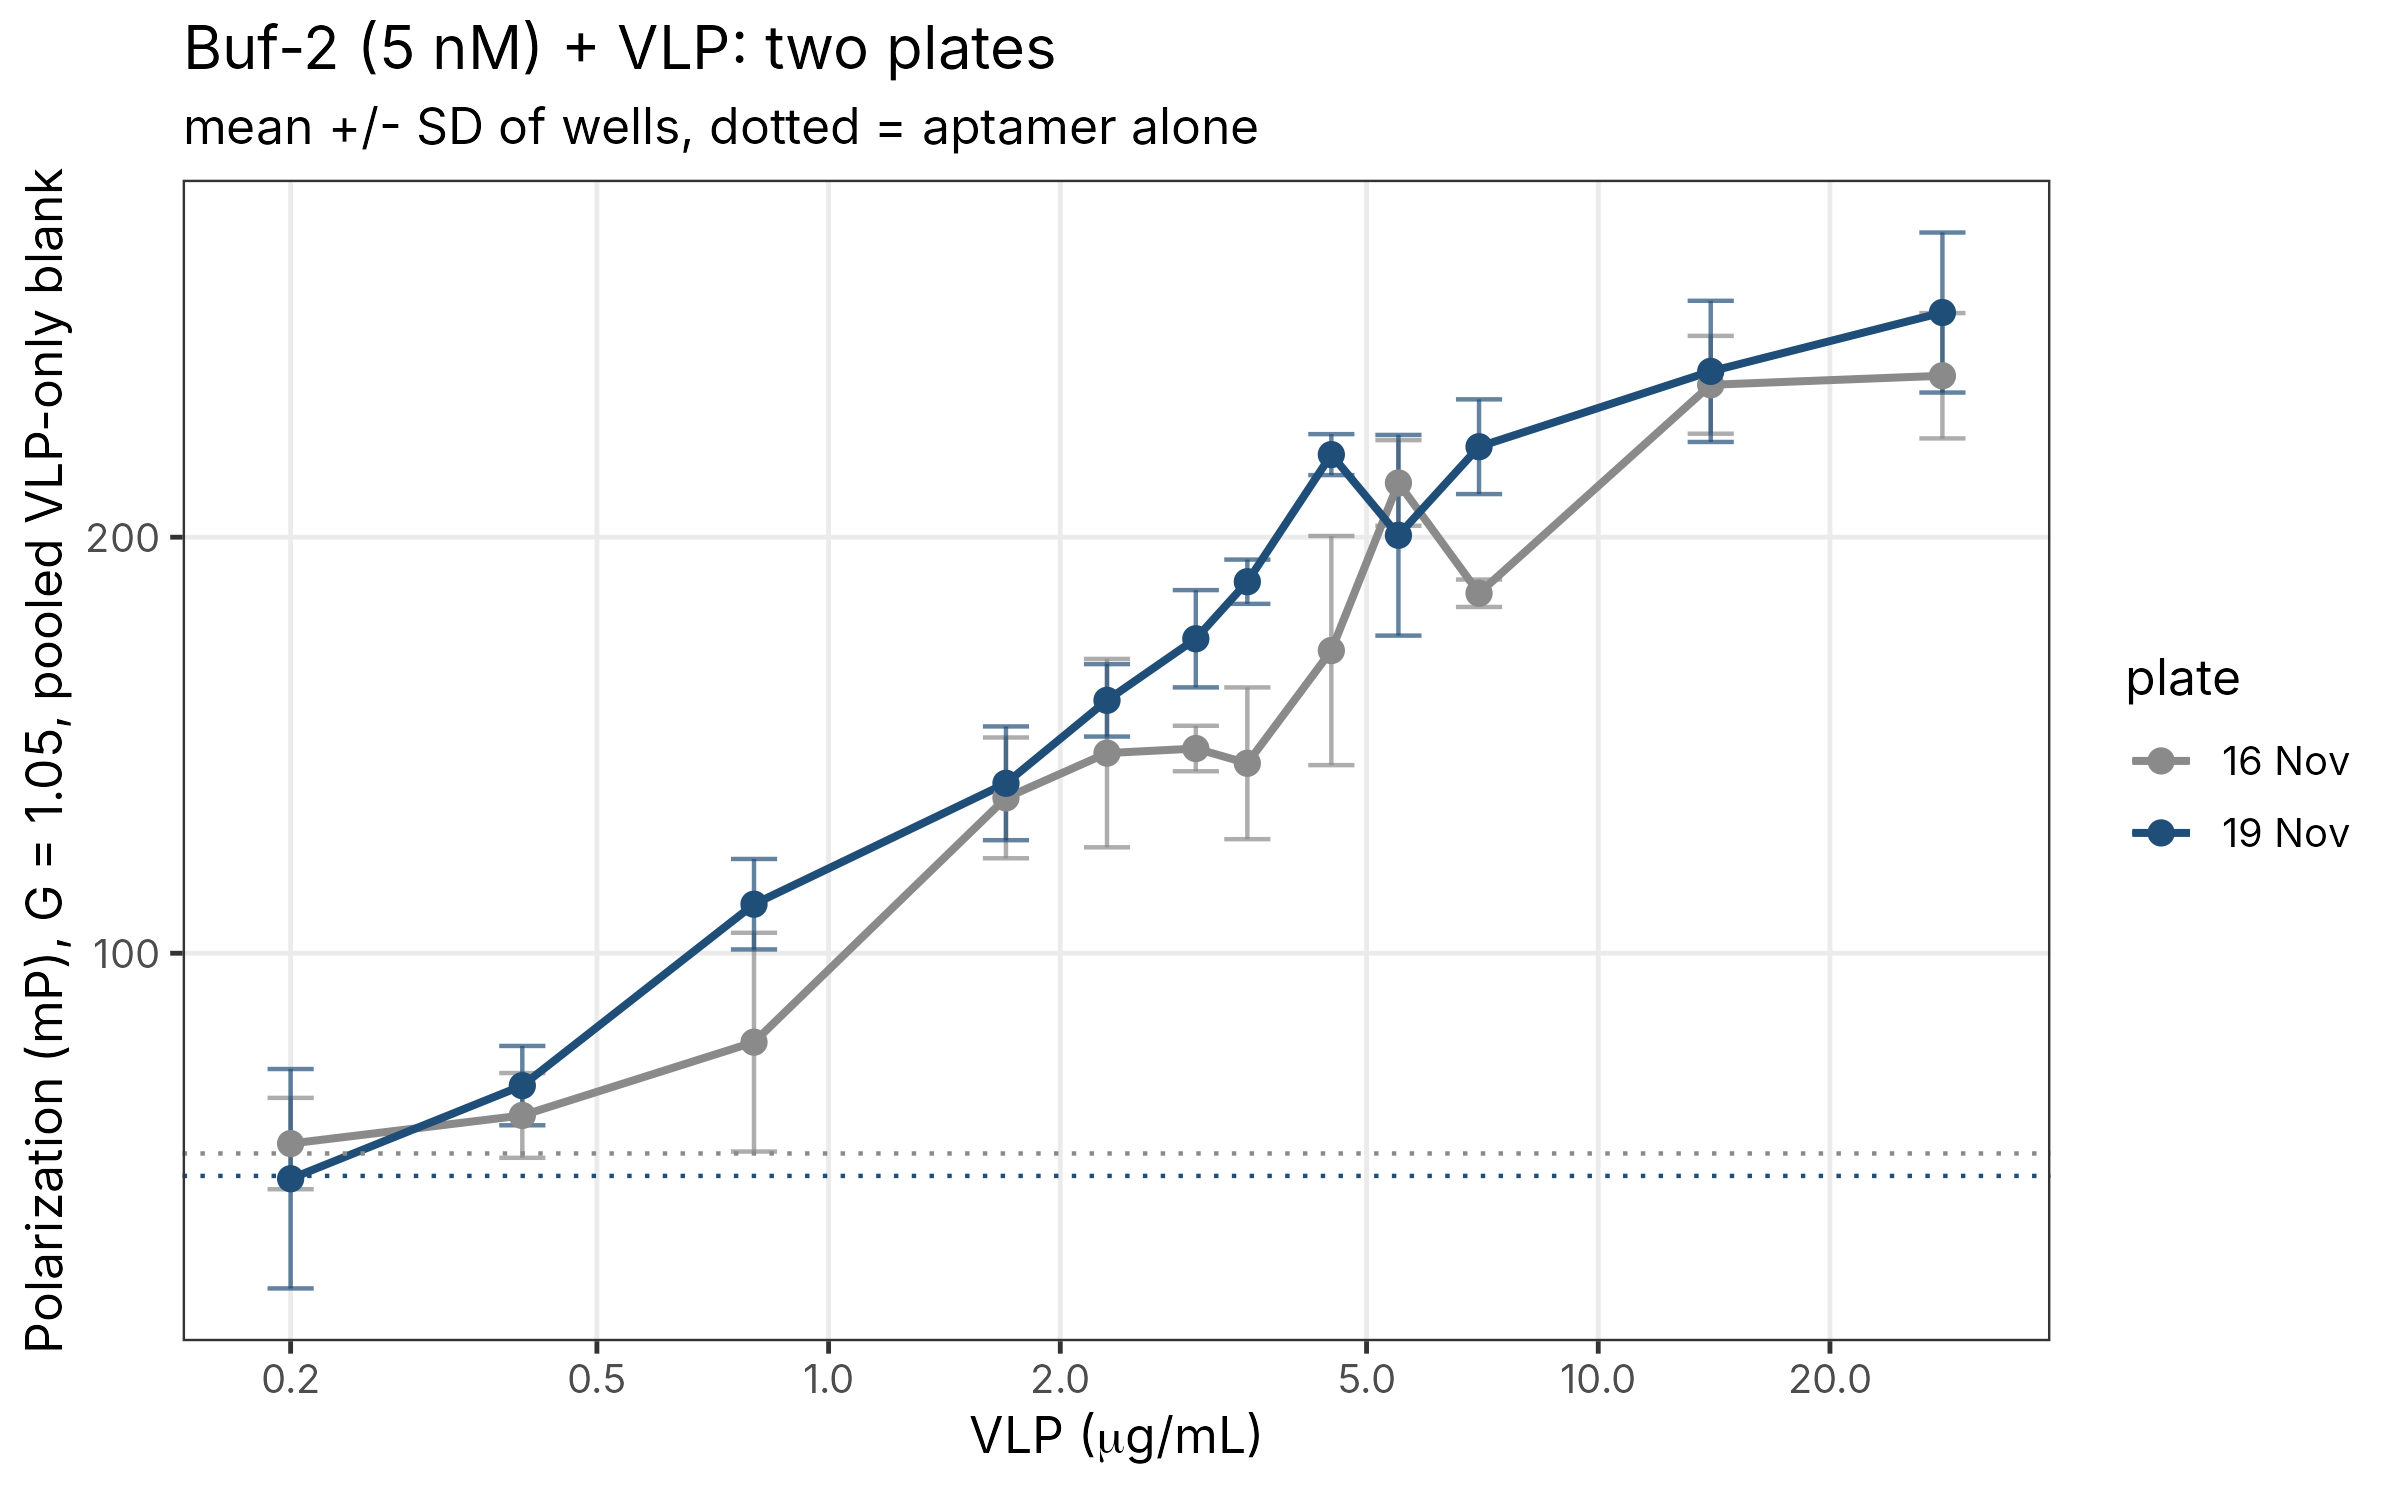 Buf-2 (5 nM) + VLP: two plates
mean +/- SD of wells, dotted = aptamer alone
Polarization (mP), G = 1.05, pooled VLP-only blank
200
100
0.2
0.5
1.0
2.0
5.0
10.0
20.0
VLP (μg/mL)
plate
16 Nov
19 Nov